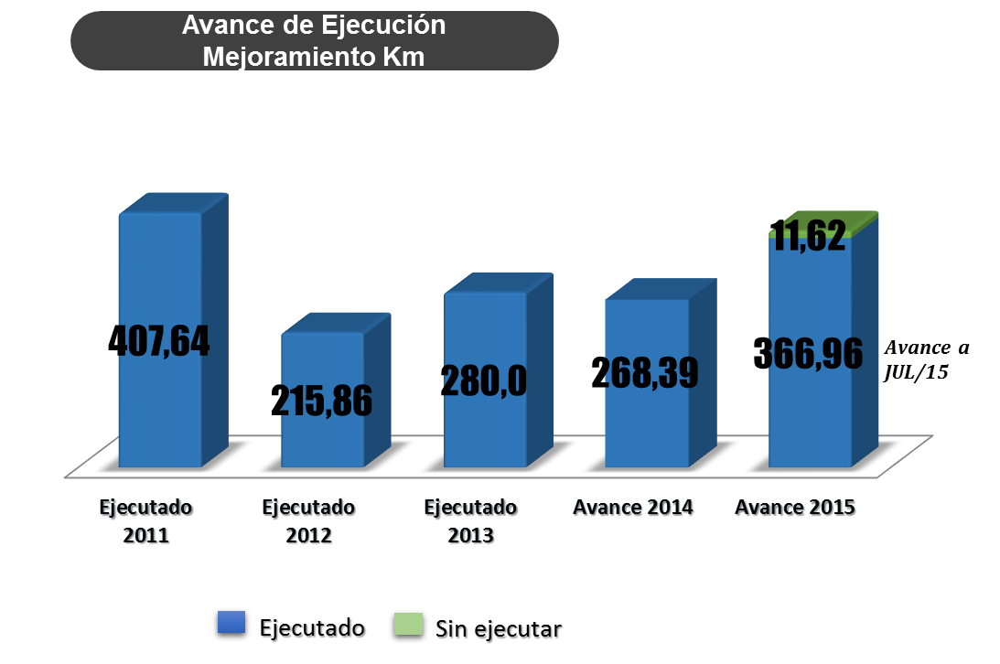 Avance de Ejecución
Mejoramiento Km
407,64
215,86
280,0
268,39
11,62
366,96
Avance a
JUL/15
Ejecutado
2011
Ejecutado
2012
Ejecutado
2013
Avance 2014
Avance 2015
Ejecutado
Sin ejecutar